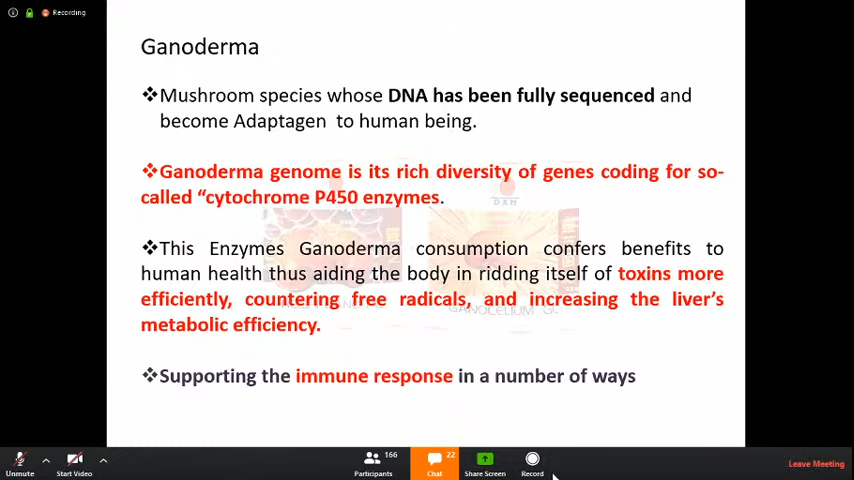 Recording
Ganoderma
❖Mushroom species whose DNA has been fully sequenced and
become Adaptagen to human being.
❖Ganoderma genome is its rich diversity of genes coding for so-
called “cytochrome P450 enzymes.
DXN
❖This Enzymes Ganoderma consumption confers benefits to
human health thus aiding the body in ridding itself of toxins more
efficiently, countering free radicals, and increasing the liver’s
GANOCELIUM GL
metabolic efficiency.
❖Supporting the immune response in a number of ways
166
22
Unmute
Start Video
Participants
Chat
Share Screen
Record
Leave Meeting